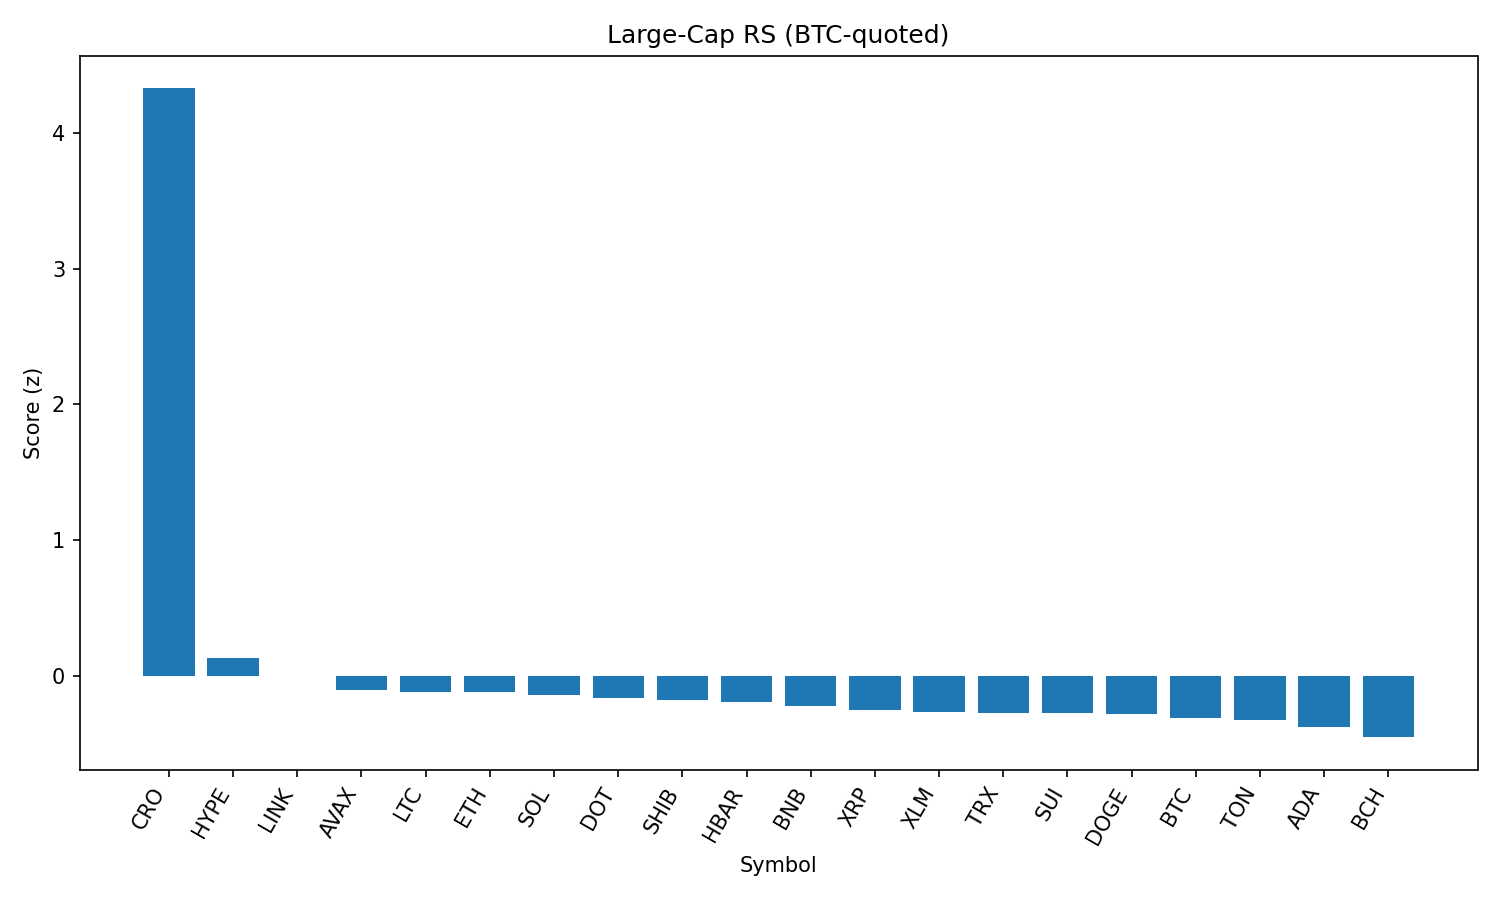 Large-Cap RS (BTC-quoted)
Score (z)
4
3
2
1
0
CRO
HYPE
LINK
AVAX
LTC
ETH
SOL
DOT
SHIB
HBAR
BNB
XRP
XLM
TRX
SUI
DOGE
BTC
TON
ADA
BCH
Symbol